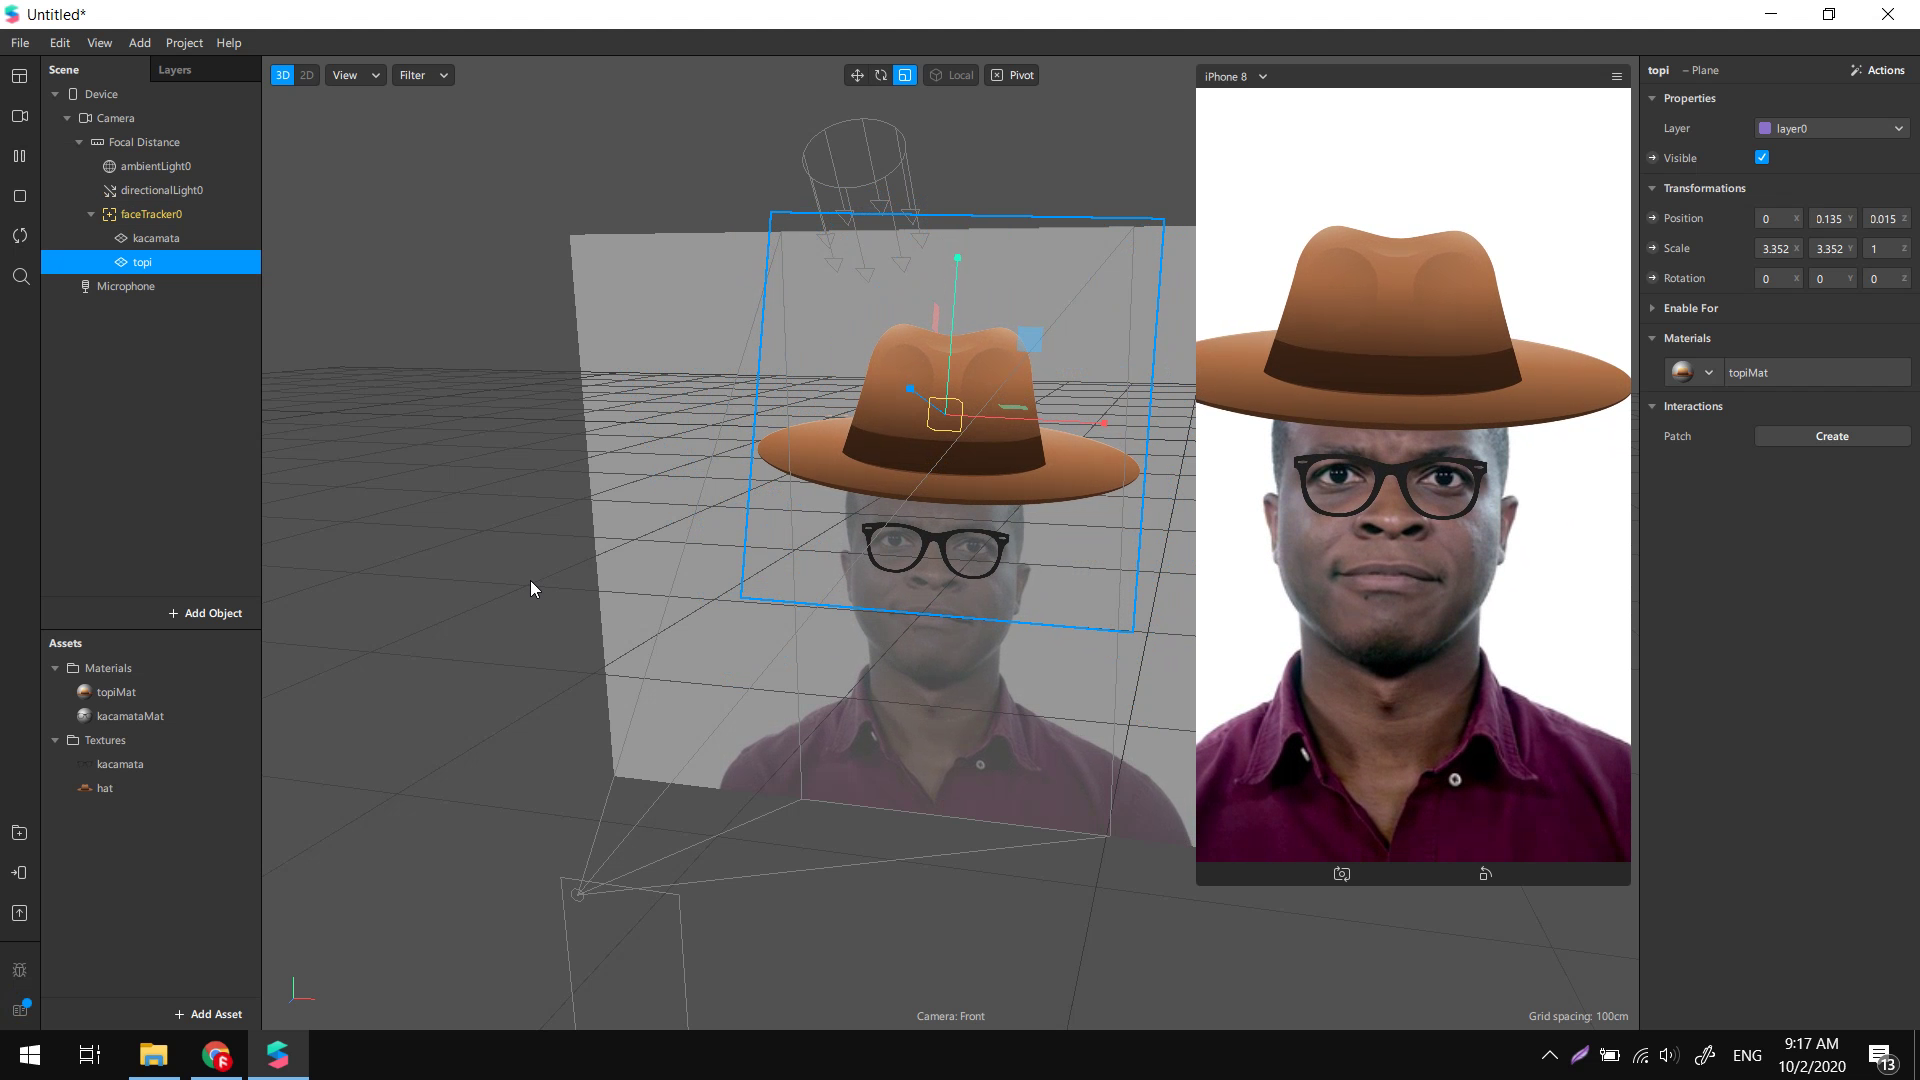 Untitled*
File Edit View Add Project Help
Scene Layers
Device
Camera
Focal Distance
ambientLight0
directionalLight0
faceTracker0
kacamata
topi
Microphone
+ Add Object
Assets
Materials
topiMat
kacamataMat
Textures
kacamata
hat
+ Add Asset
3D 2D View Filter Local Pivot
Camera: Front
Grid spacing: 100cm
iPhone 8
topi – Plane Actions
Properties
Layer layer0
Visible
Transformations
Position 0 X 0.135 Y 0.015 Z
Scale 3.352 X 3.352 Y 1 Z
Rotation 0 X 0 Y 0 Z
Enable For
Materials
topiMat
Interactions
Patch Create
ENG
9:17 AM
10/2/2020
13